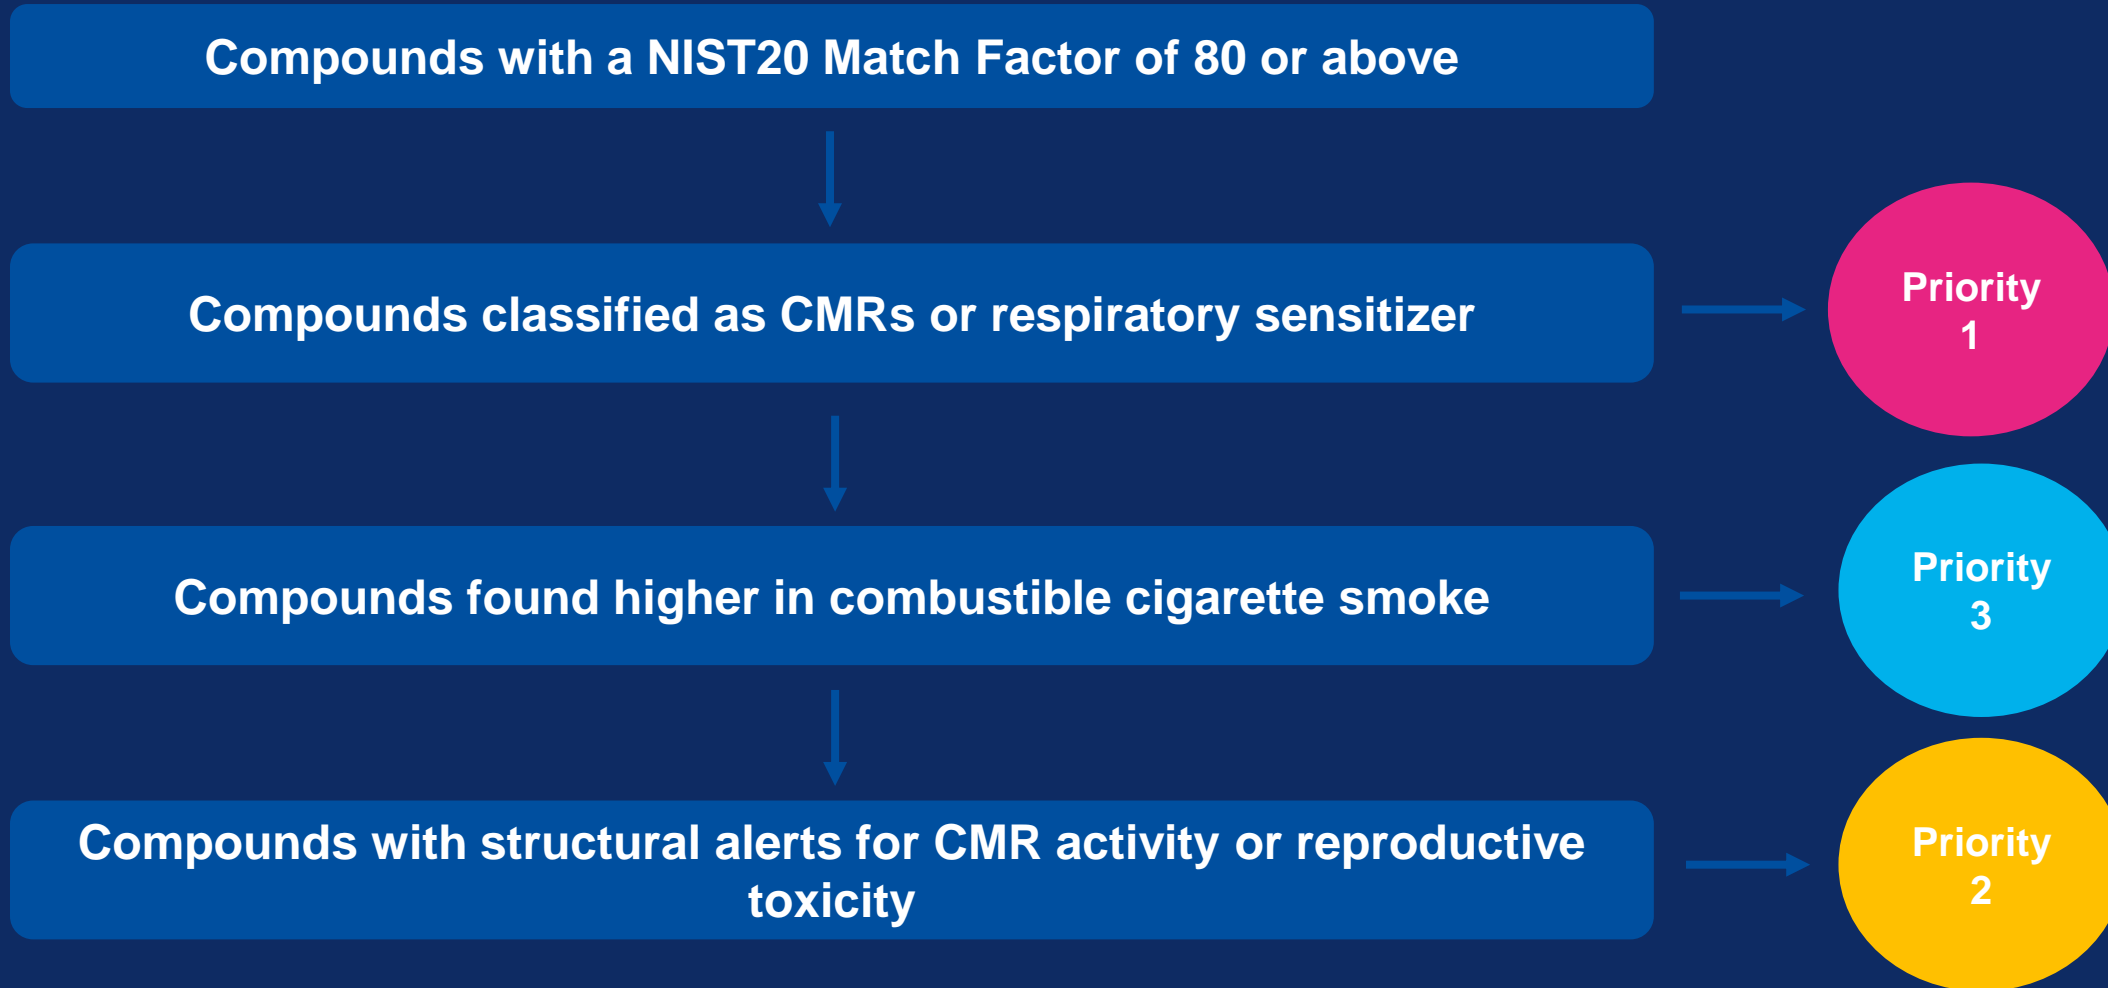 Compounds with a NIST20 Match Factor of 80 or above
Compounds classified as CMRs or respiratory sensitizer
Priority
1
Compounds found higher in combustible cigarette smoke
Priority
3
Compounds with structural alerts for CMR activity or reproductive
toxicity
Priority
2